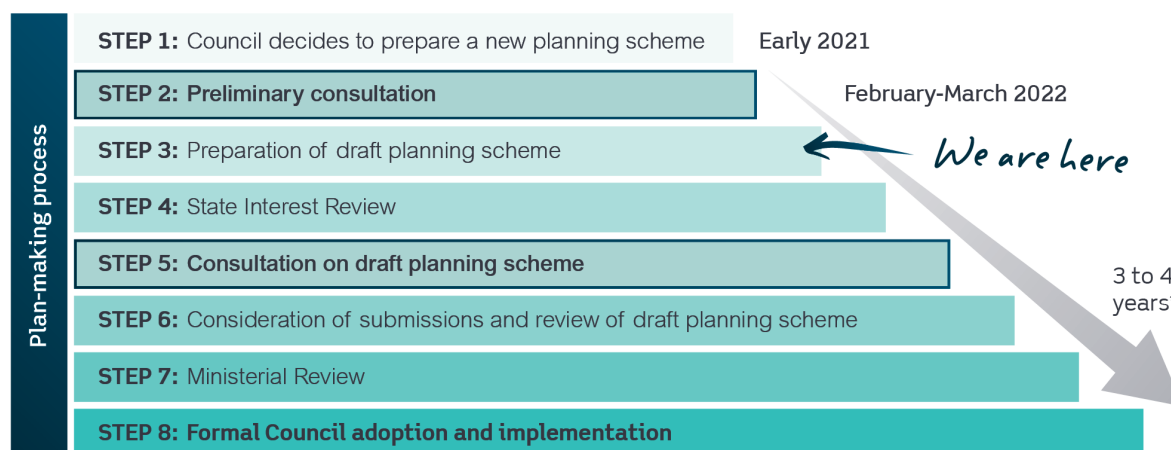 Plan-making process
STEP 1: Council decides to prepare a new planning scheme
Early 2021
STEP 2: Preliminary consultation
February-March 2022
STEP 3: Preparation of draft planning scheme
We are here
STEP 4: State Interest Review
STEP 5: Consultation on draft planning scheme
3 to 4
years
STEP 6: Consideration of submissions and review of draft planning scheme
STEP 7: Ministerial Review
STEP 8: Formal Council adoption and implementation